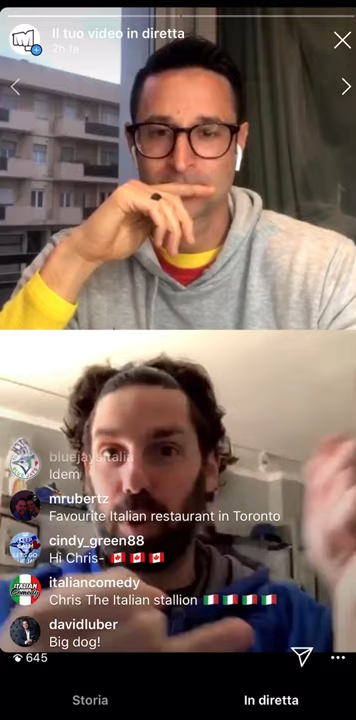 Il tuo video in diretta
2h fa
bluejaysitalia
Idem
mrubertz
Favourite Italian restaurant in Toronto
cindy_green88
Hi Chris- 🇨🇦 🇨🇦 🇨🇦
italiancomedy
Chris The Italian stallion 🇮🇹 🇮🇹 🇮🇹 🇮🇹
davidluber
Big dog!
645
Storia
In diretta